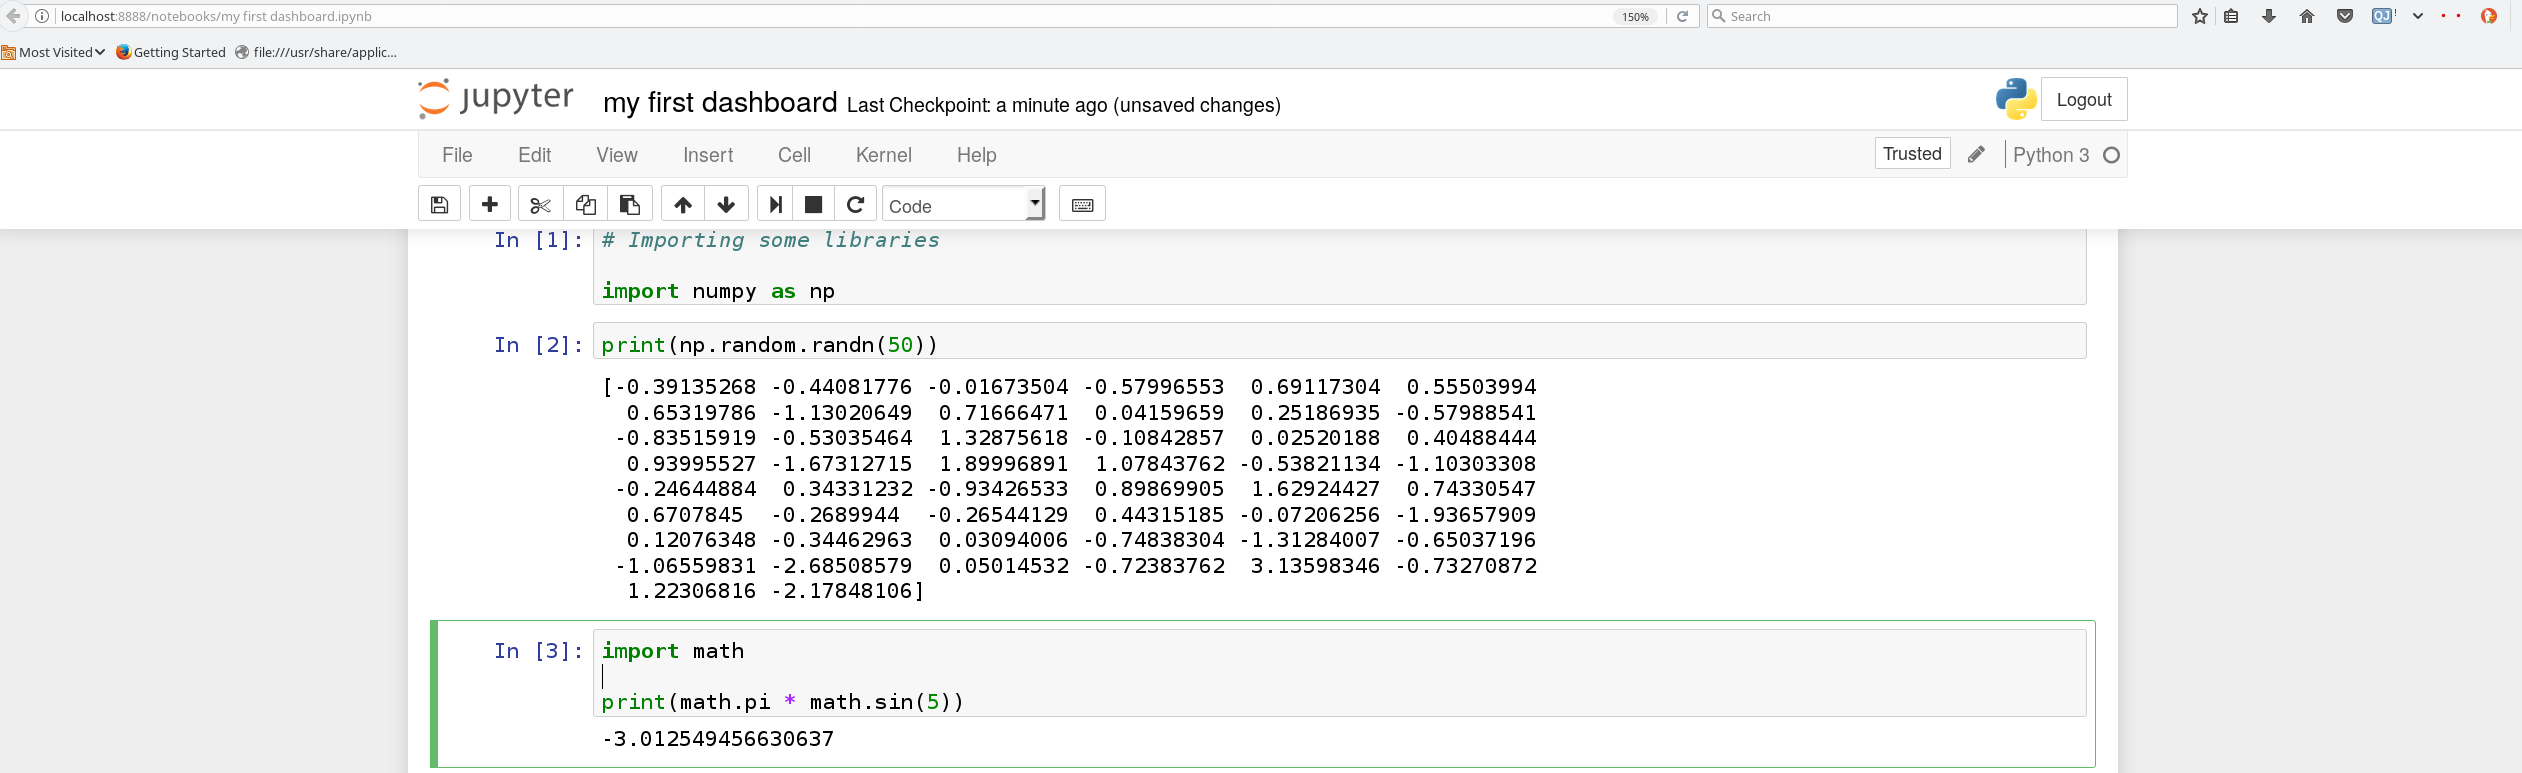 localhost:8888/notebooks/my first dashboard.ipynb 150% Search QJ !
Most Visited Getting Started file:///usr/share/applic...
jupyter my first dashboard Last Checkpoint: a minute ago (unsaved changes) Logout
File Edit View Insert Cell Kernel Help Trusted Python 3
Code
In [1]: # Importing some libraries
import numpy as np
In [2]: print(np.random.randn(50))
[-0.39135268 -0.44081776 -0.01673504 -0.57996553  0.69117304  0.55503994
  0.65319786 -1.13020649  0.71666471  0.04159659  0.25186935 -0.57988541
 -0.83515919 -0.53035464  1.32875618 -0.10842857  0.02520188  0.40488444
  0.93995527 -1.67312715  1.89996891  1.07843762 -0.53821134 -1.10303308
 -0.24644884  0.34331232 -0.93426533  0.89869905  1.62924427  0.74330547
  0.6707845  -0.2689944  -0.26544129  0.44315185 -0.07206256 -1.93657909
  0.12076348 -0.34462963  0.03094006 -0.74838304 -1.31284007 -0.65037196
 -1.06559831 -2.68508579  0.05014532 -0.72383762  3.13598346 -0.73270872
  1.22306816 -2.17848106]
In [3]: import math
print(math.pi * math.sin(5))
-3.012549456630637